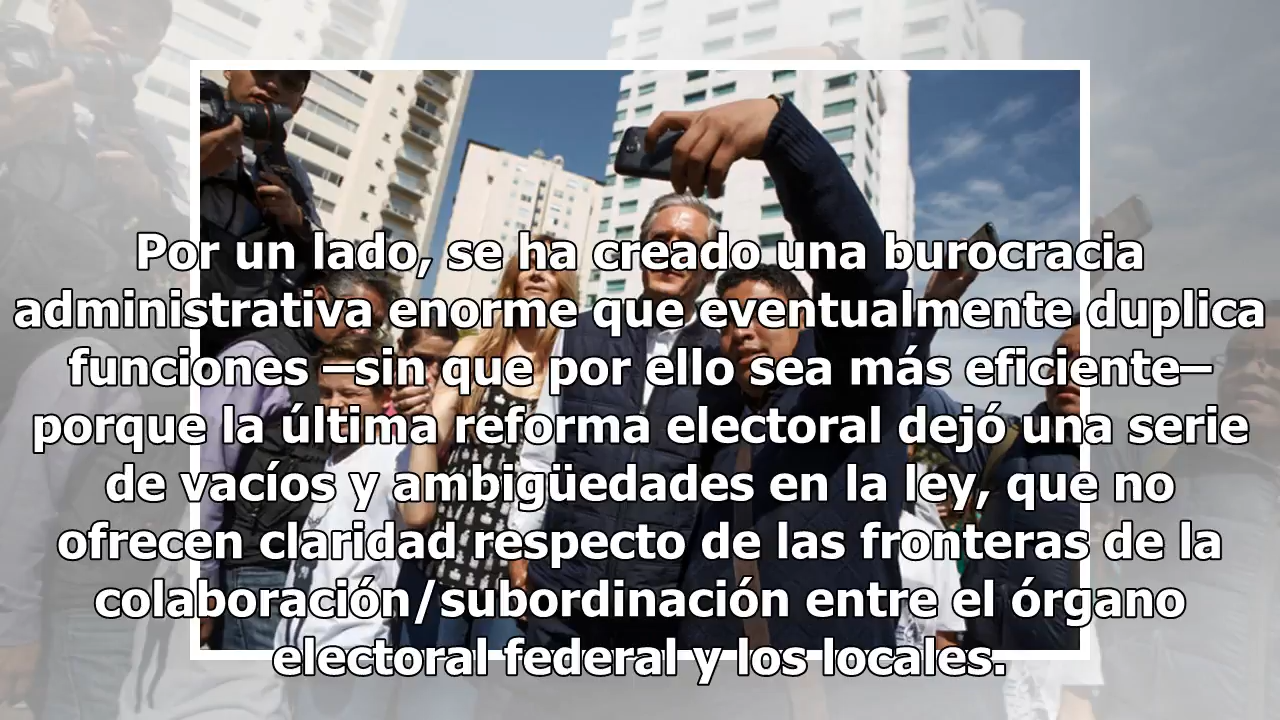 Por un lado, se ha creado una burocracia
administrativa enorme que eventualmente duplica
funciones —sin que por ello sea más eficiente—
porque la última reforma electoral dejó una serie
de vacíos y ambigüedades en la ley, que no
ofrecen claridad respecto de las fronteras de la
colaboración/subordinación entre el órgano
electoral federal y los locales.